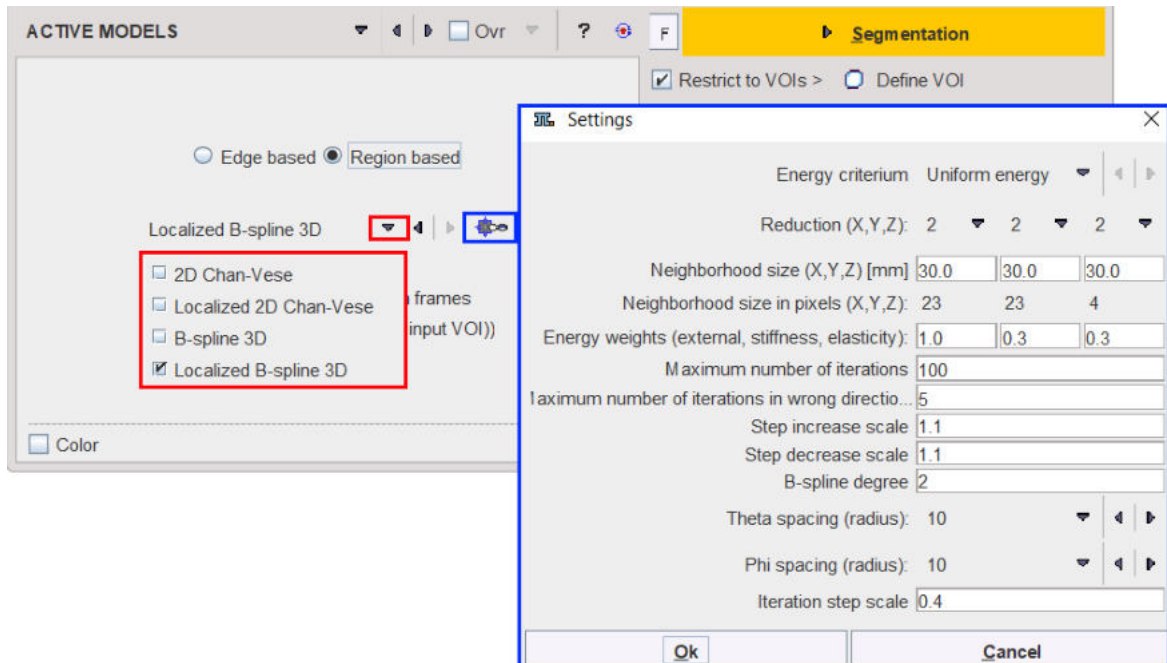 ACTIVE MODELS Ovr ? F Segmentation
Restrict to VOIs > Define VOI
Settings
Edge based Region based
Localized B-spline 3D
2D Chan-Vese
Localized 2D Chan-Vese
B-spline 3D
Localized B-spline 3D
frames
input VOI))
Color
Energy criterium Uniform energy
Reduction (X,Y,Z): 2 2 2
Neighborhood size (X,Y,Z) [mm] 30.0 30.0 30.0
Neighborhood size in pixels (X,Y,Z): 23 23 4
Energy weights (external, stiffness, elasticity): 1.0 0.3 0.3
Maximum number of iterations 100
laximum number of iterations in wrong directio... 5
Step increase scale 1.1
Step decrease scale 1.1
B-spline degree 2
Theta spacing (radius): 10
Phi spacing (radius): 10
Iteration step scale 0.4
Ok Cancel